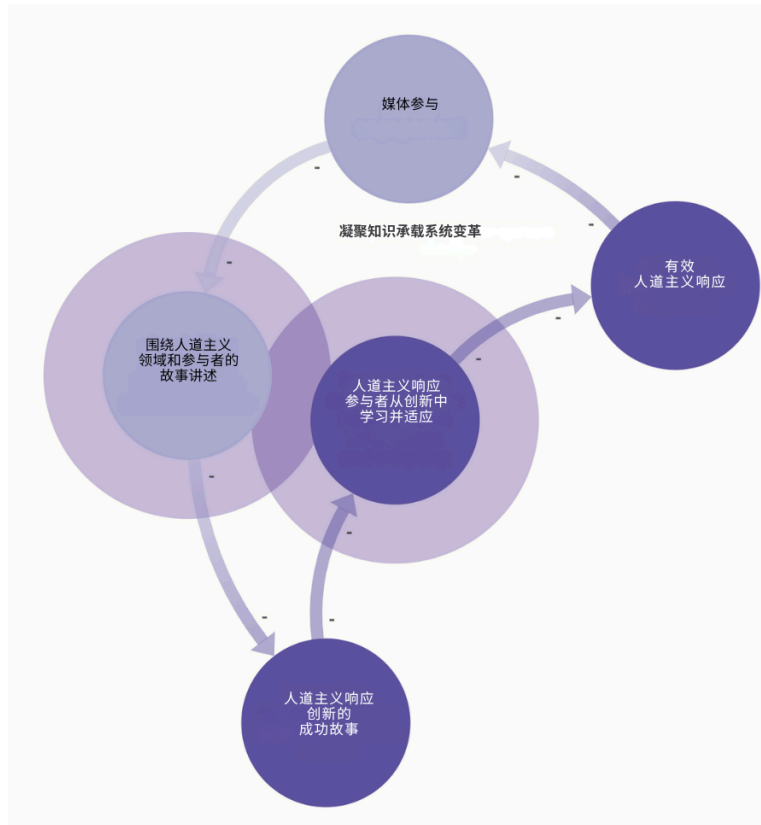 媒体参与
凝聚知识承载系统变革
有效
人道主义响应
围绕人道主义
领域和参与者的
故事讲述
人道主义响应
参与者从创新中
学习并适应
人道主义响应
创新的
成功故事